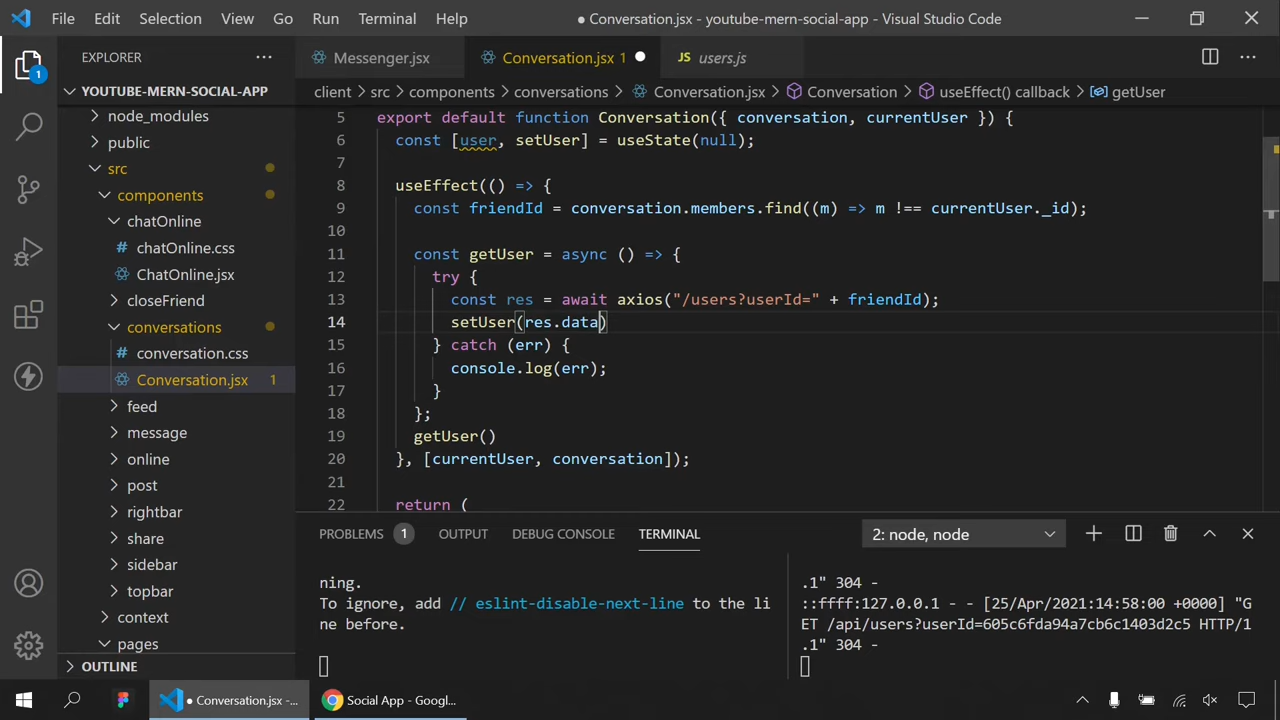 File Edit Selection View Go Run Terminal Help
● Conversation.jsx - youtube-mern-social-app - Visual Studio Code
EXPLORER
Messenger.jsx
Conversation.jsx 1
JS users.js
1
YOUTUBE-MERN-SOCIAL-APP
client > src > components > conversations > Conversation.jsx > Conversation > useEffect() callback > getUser
node_modules
public
src
components
chatOnline
# chatOnline.css
ChatOnline.jsx
closeFriend
conversations
# conversation.css
Conversation.jsx 1
feed
message
online
post
rightbar
share
sidebar
topbar
context
pages
OUTLINE
5 export default function Conversation({ conversation, currentUser }) {
6 const [user, setUser] = useState(null);
7
8 useEffect(() => {
9 const friendId = conversation.members.find((m) => m !== currentUser._id);
10
11 const getUser = async () => {
12 try {
13 const res = await axios("/users?userId=" + friendId);
14 setUser(res.data)
15 } catch (err) {
16 console.log(err);
17 }
18 };
19 getUser()
20 }, [currentUser, conversation]);
21
22 return (
PROBLEMS 1 OUTPUT DEBUG CONSOLE TERMINAL
2: node, node
ning.
To ignore, add // eslint-disable-next-line to the li
ne before.
.1" 304 -
::ffff:127.0.0.1 - - [25/Apr/2021:14:58:00 +0000] "G
ET /api/users?userId=605c6fda94a7cb6c1403d2c5 HTTP/1
.1" 304 -
● Conversation.jsx -...
Social App - Googl...